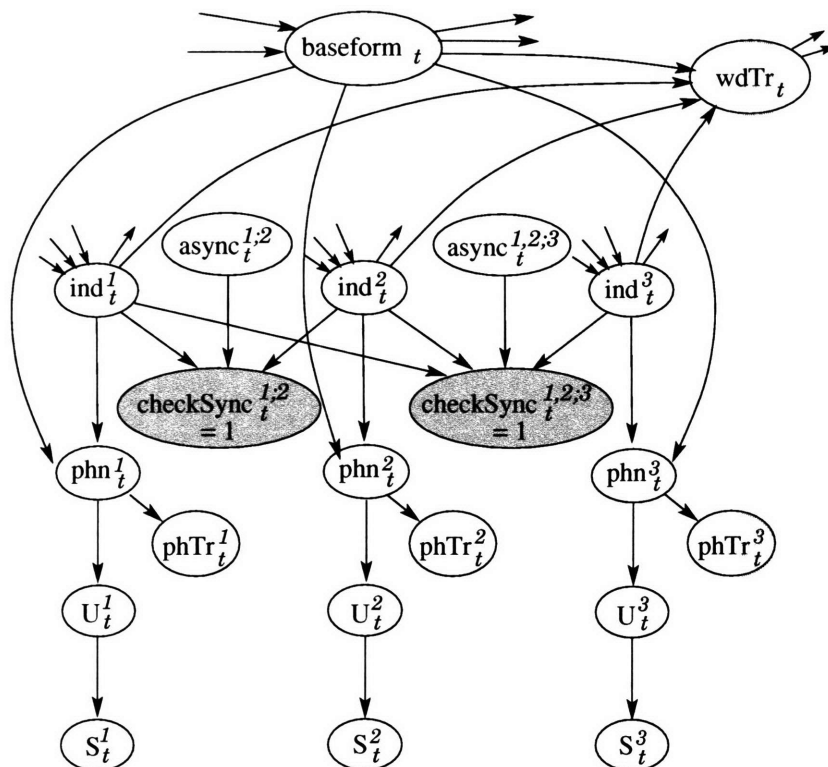 baseform t
wdTr t
async t 1;2
async t 1,2;3
ind t 1
ind t 2
ind t 3
checkSync t 1;2
= 1
checkSync t 1,2;3
= 1
phn t 1
phn t 2
phn t 3
phTr t 1
phTr t 2
phTr t 3
U t 1
U t 2
U t 3
S t 1
S t 2
S t 3